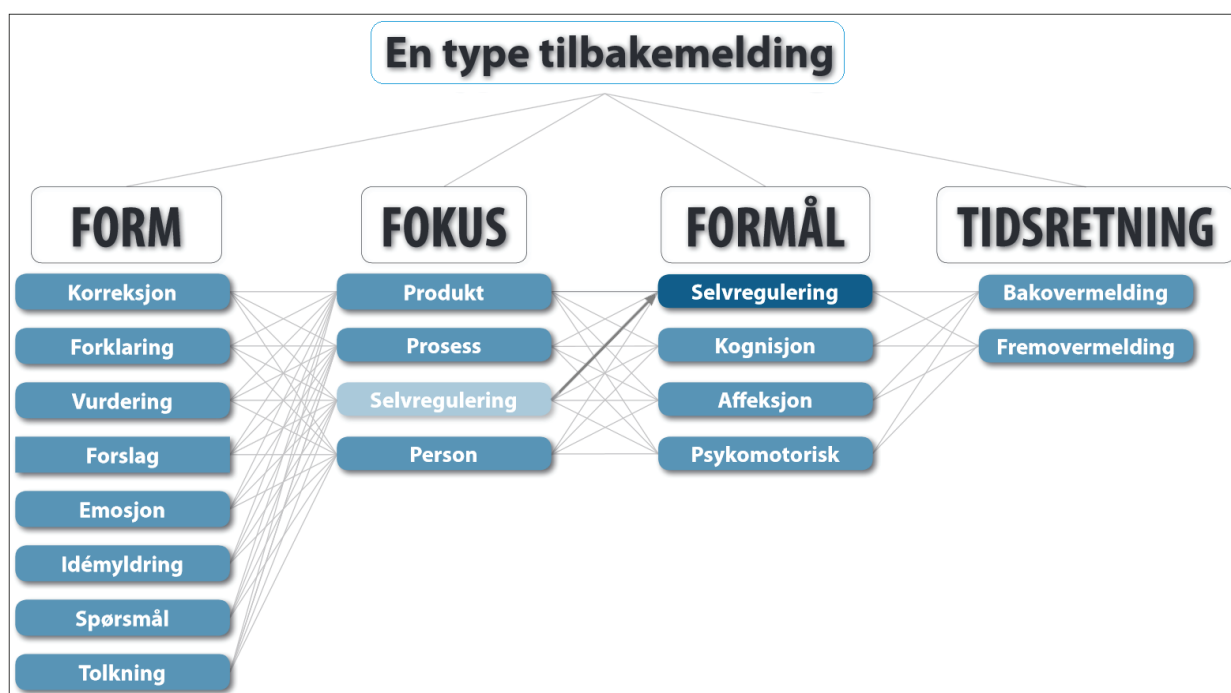 En type tilbakemelding
FORM
FOKUS
FORMÅL
TIDSRETNING
Korreksjon
Forklaring
Vurdering
Forslag
Emosjon
Idémyldring
Spørsmål
Tolkning
Produkt
Prosess
Selvregulering
Person
Selvregulering
Kognisjon
Affeksjon
Psykomotorisk
Bakovermelding
Fremovermelding